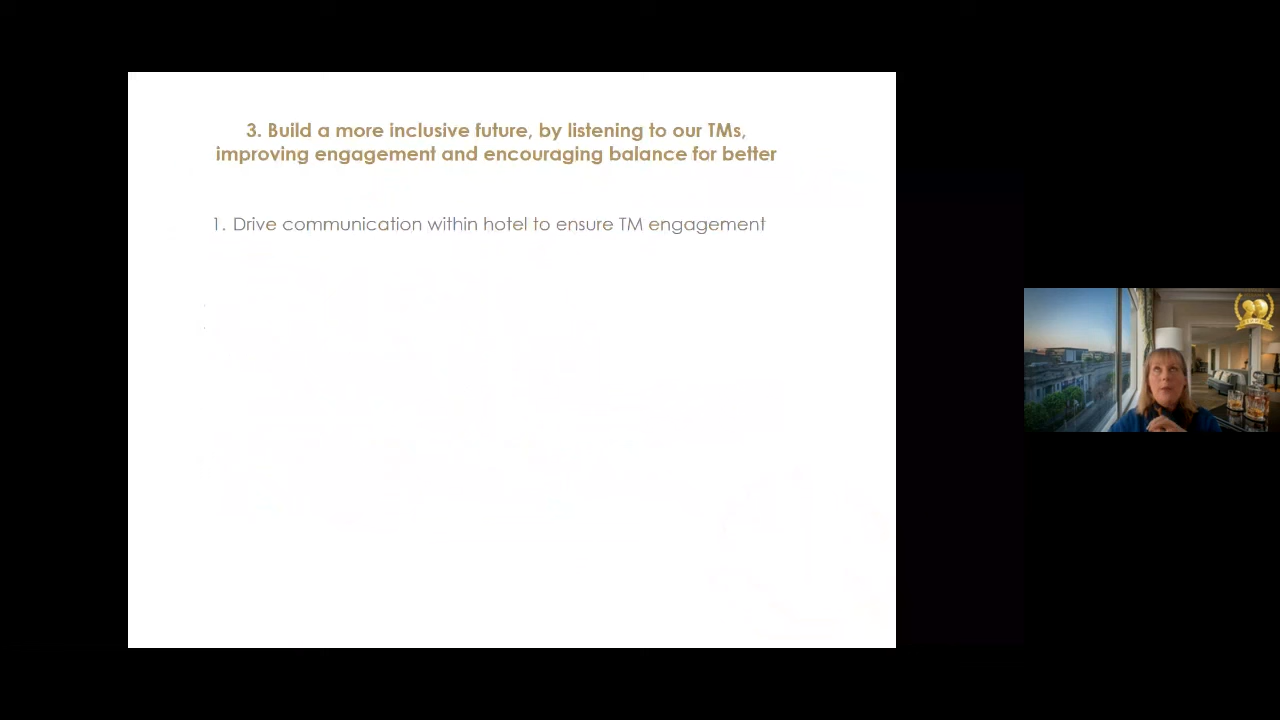 3. Build a more inclusive future, by listening to our TMs,
improving engagement and encouraging balance for better
1. Drive communication within hotel to ensure TM engagement